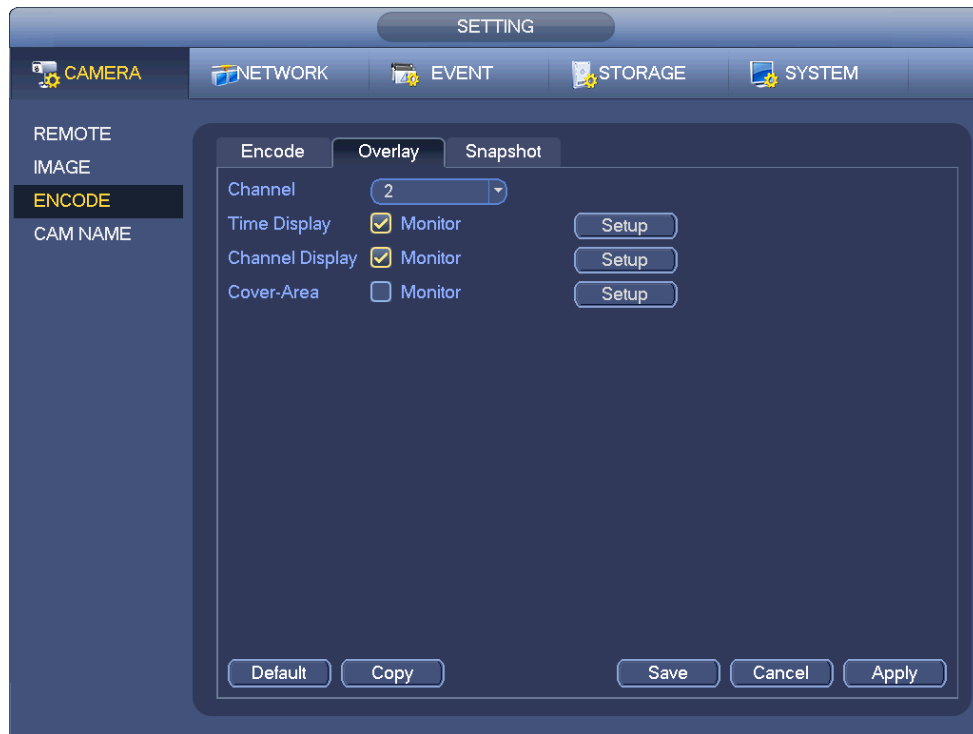 SETTING
CAMERA NETWORK EVENT STORAGE SYSTEM
REMOTE
IMAGE
ENCODE
CAM NAME
Encode Overlay Snapshot
Channel 2
Time Display Monitor Setup
Channel Display Monitor Setup
Cover-Area Monitor Setup
Default Copy Save Cancel Apply